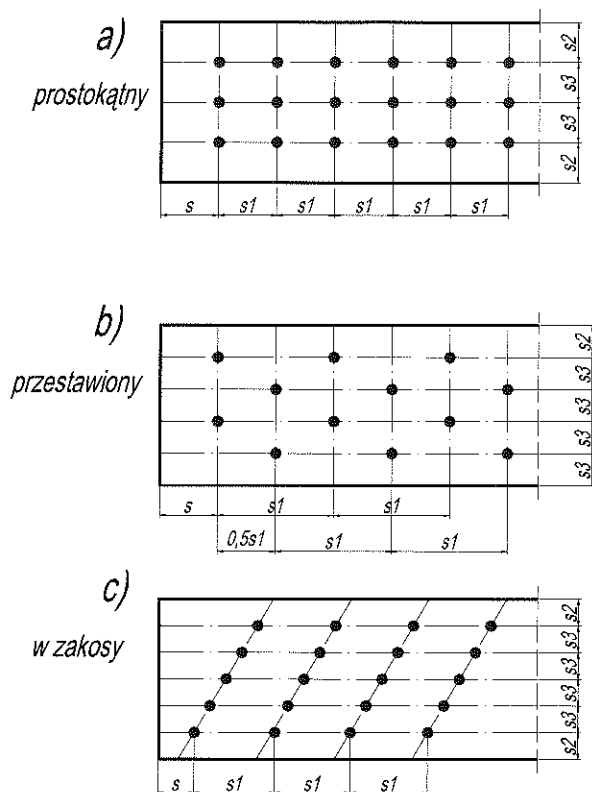 a)
prostokątny
s2
s3
s3
s2
s s1 s1 s1 s1 s1
b)
przestawiony
s2
s3
s3
s3
s3
s s1 s1
0,5s1 s1 s1
c)
w zakosy
s2
s3
s3
s3
s3
s2
s s1 s1 s1